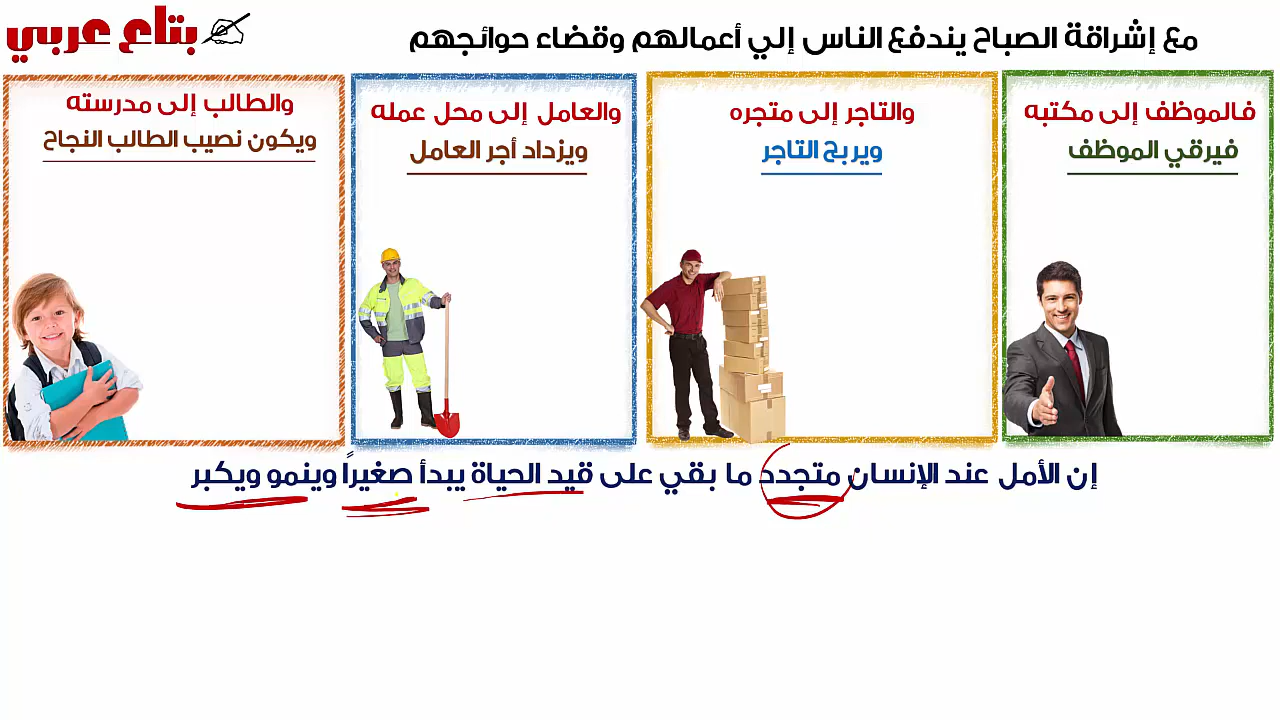 بتاع عربي
مع إشراقة الصباح يندفع الناس إلي أعمالهم وقضاء حوائجهم
فالموظف إلى مكتبه
فيرقي الموظف
والتاجر إلى متجره
ويربح التاجر
والعامل إلى محل عمله
ويزداد أجر العامل
والطالب إلى مدرسته
ويكون نصيب الطالب النجاح
إن الأمل عند الإنسان متجدد ما بقي على قيد الحياة يبدأ صغيراً وينمو ويكبر